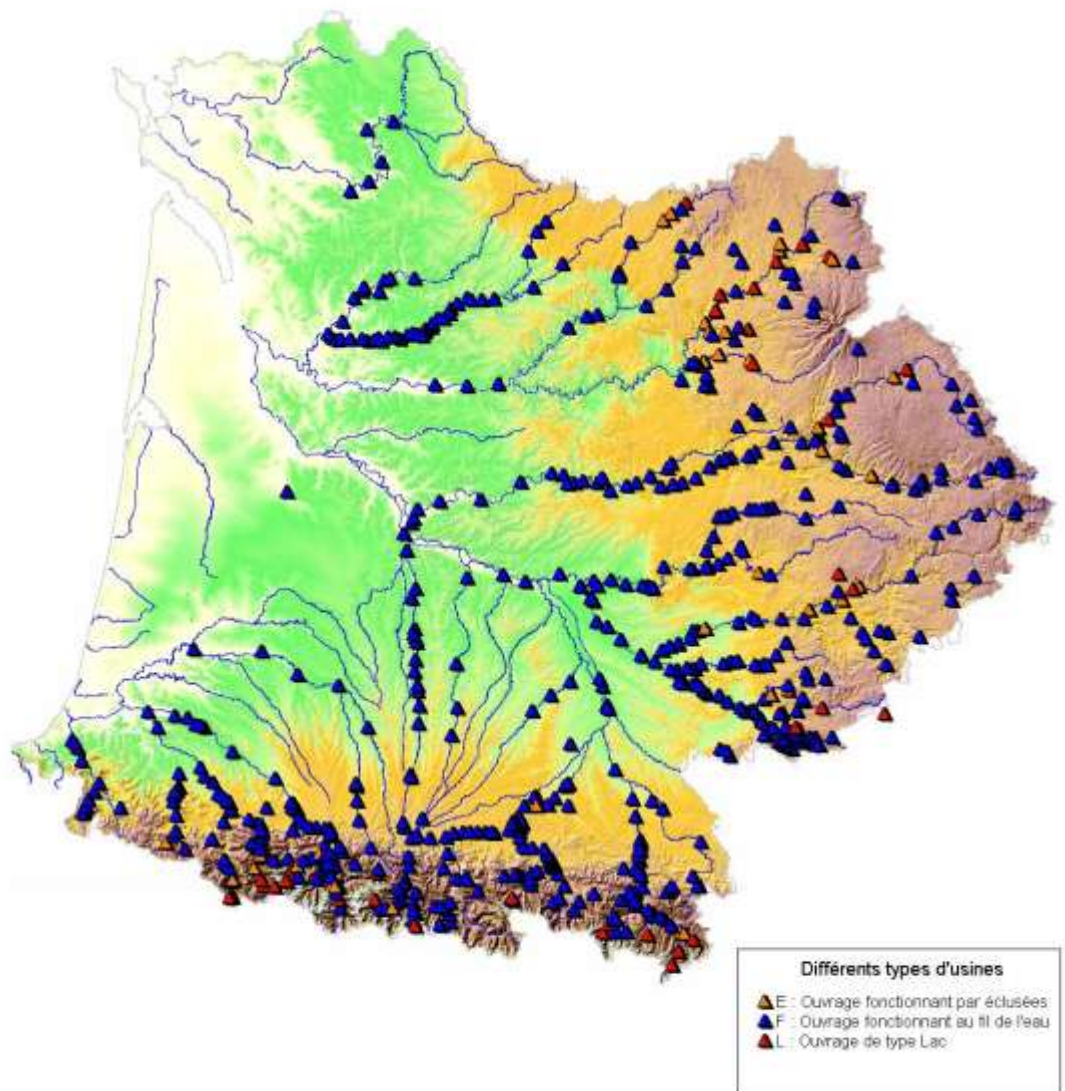 Différents types d'usines
E : Ouvrage fonctionnant par éclusées
F : Ouvrage fonctionnant au fil de l'eau
L : Ouvrage de type Lac